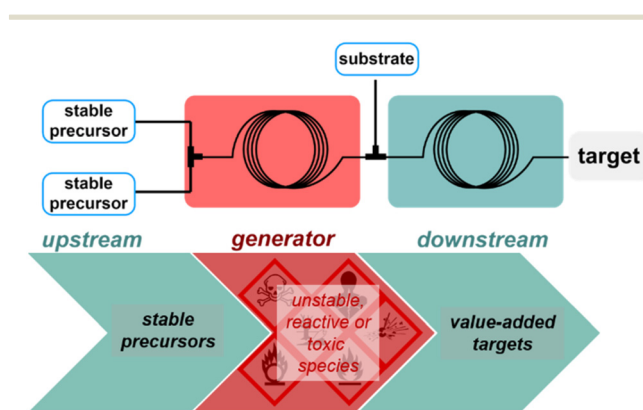 substrate
stable
precursor
stable
precursor
target
upstream
generator
downstream
stable
precursors
unstable,
reactive or
toxic
species
value-added
targets